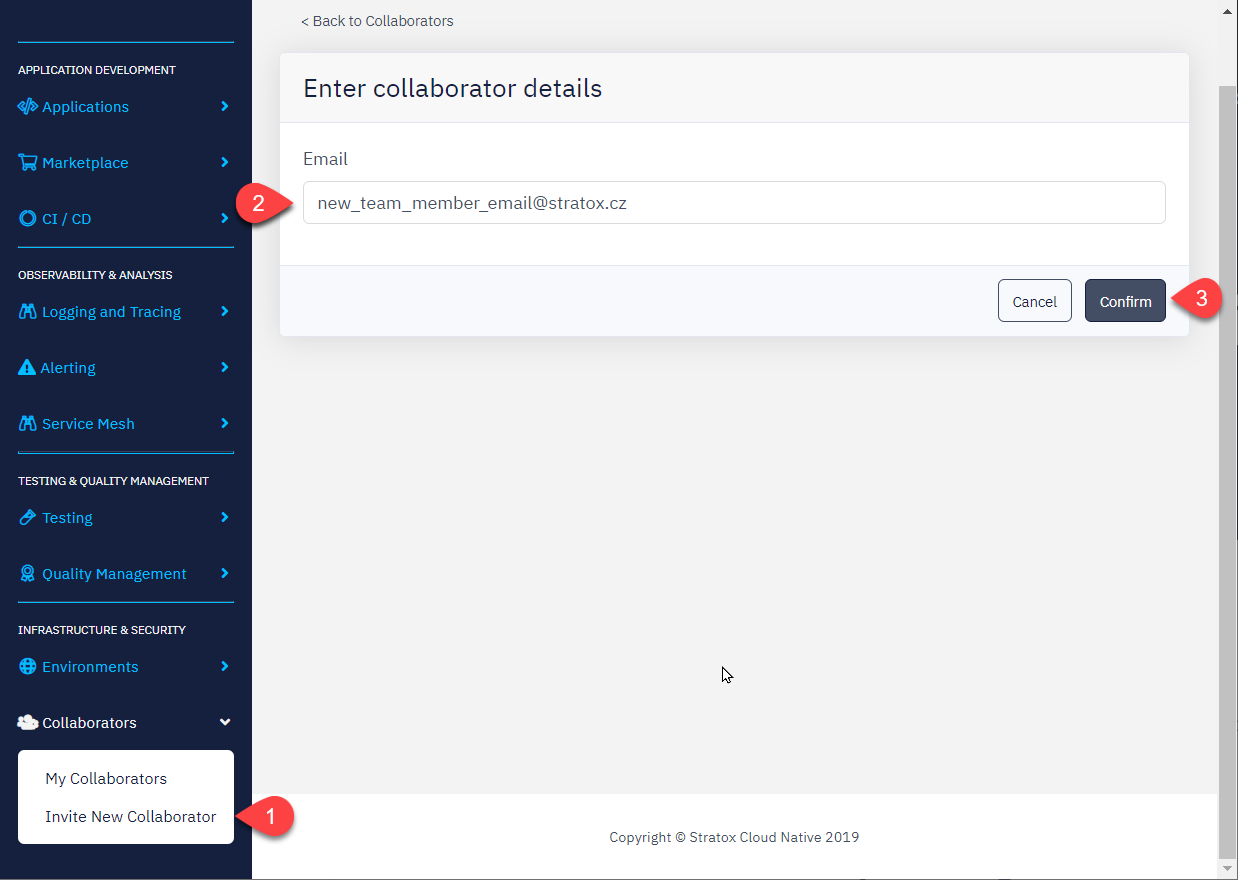 APPLICATION DEVELOPMENT
Applications
Marketplace
CI / CD
OBSERVABILITY & ANALYSIS
Logging and Tracing
Alerting
Service Mesh
TESTING & QUALITY MANAGEMENT
Testing
Quality Management
INFRASTRUCTURE & SECURITY
Environments
Collaborators
My Collaborators
Invite New Collaborator
1
< Back to Collaborators
Enter collaborator details
Email
2
new_team_member_email@stratox.cz
Cancel
Confirm
3
Copyright © Stratox Cloud Native 2019